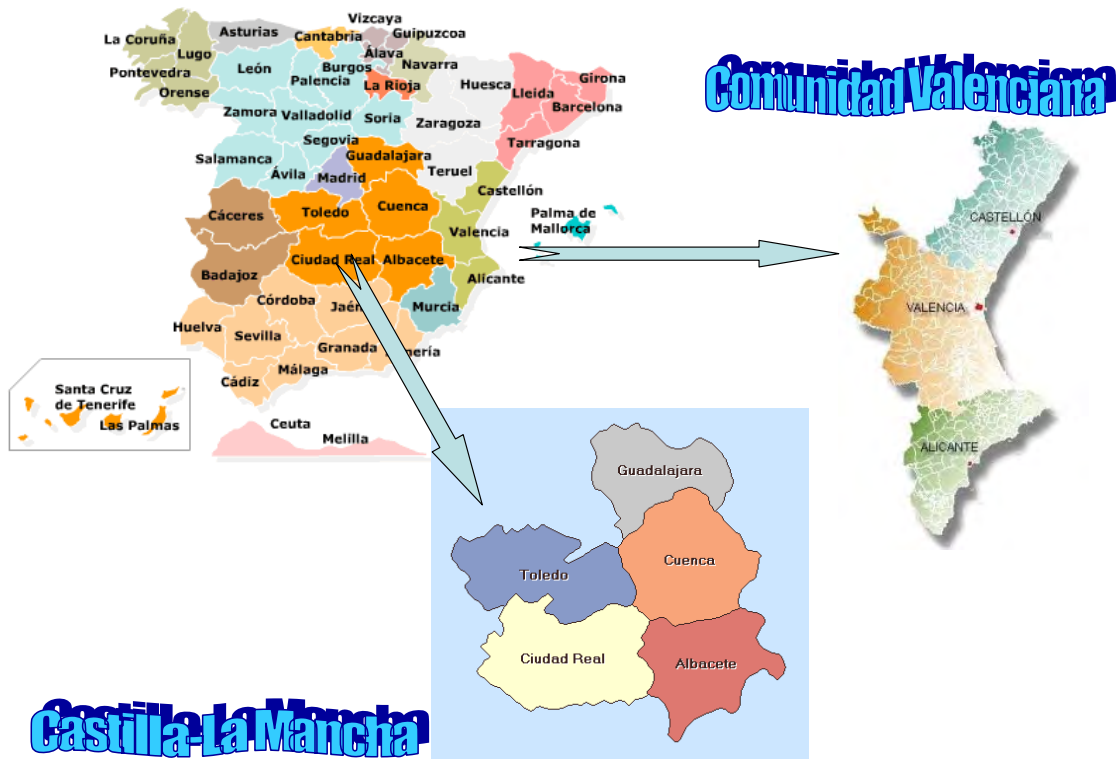 Vizcaya
La Coruña
Lugo
Asturias
Cantabria
Guipuzcoa
Álava
Navarra
Pontevedra
Orense
León
Palencia
Burgos
La Rioja
Huesca
Lleida
Girona
Barcelona
Zamora
Valladolid
Soria
Zaragoza
Tarragona
Segovia
Salamanca
Ávila
Madrid
Guadalajara
Teruel
Castellón
Cáceres
Toledo
Cuenca
Valencia
Palma de
Mallorca
Badajoz
Ciudad Real
Albacete
Alicante
Córdoba
Jaén
Murcia
Huelva
Sevilla
Granada
Almería
Cádiz
Málaga
Santa Cruz
de Tenerife
Las Palmas
Ceuta
Melilla
Comunidad Valenciana
CASTELLÓN
VALENCIA
ALICANTE
Guadalajara
Cuenca
Toledo
Ciudad Real
Albacete
Castilla-La Mancha